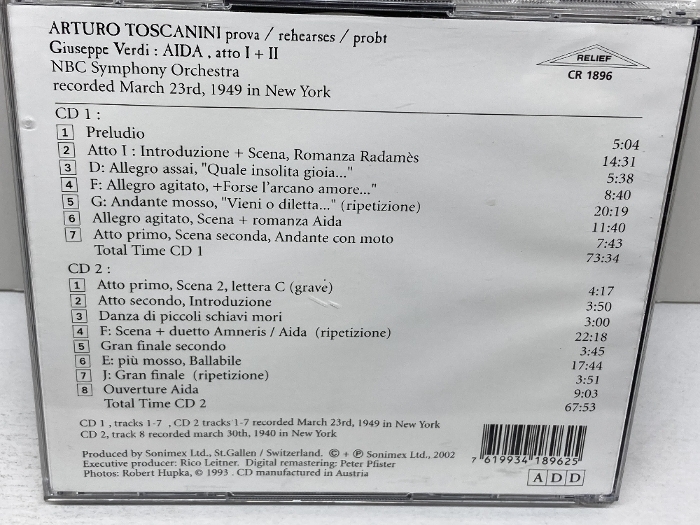 ARTURO TOSCANINI prova / rehearses / probt
Giuseppe Verdi : AIDA , atto I + II
NBC Symphony Orchestra
recorded March 23rd, 1949 in New York
RELIEF
CR 1896
CD 1 :
1 Preludio 5:04
2 Atto I : Introduzione + Scena, Romanza Radamès 14:31
3 D: Allegro assai, "Quale insolita gioia..." 5:38
4 F: Allegro agitato, +Forse l'arcano amore..." 8:40
5 G: Andante mosso, "Vieni o diletta..." (ripetizione) 20:19
6 Allegro agitato, Scena + romanza Aida 11:40
7 Atto primo, Scena seconda, Andante con moto 7:43
Total Time CD 1 73:34
CD 2 :
1 Atto primo, Scena 2, lettera C (gravé) 4:17
2 Atto secondo, Introduzione 3:50
3 Danza di piccoli schiavi mori 3:00
4 F: Scena + duetto Amneris / Aida (ripetizione) 22:18
5 Gran finale secondo 3:45
6 E: più mosso, Ballabile 17:44
7 J: Gran finale (ripetizione) 3:51
8 Ouverture Aida 9:03
Total Time CD 2 67:53
CD 1 , tracks 1-7 , CD 2 tracks 1-7 recorded March 23rd, 1949 in New York
CD 2, track 8 recorded march 30th, 1940 in New York
Produced by Sonimex Ltd., St.Gallen / Switzerland. © + ℗ Sonimex Ltd., 2002
Executive producer: Rico Leitner. Digital remastering: Peter Pfister
Photos: Robert Hupka, © 1993 . CD manufactured in Austria
7 619934 189625
A D D